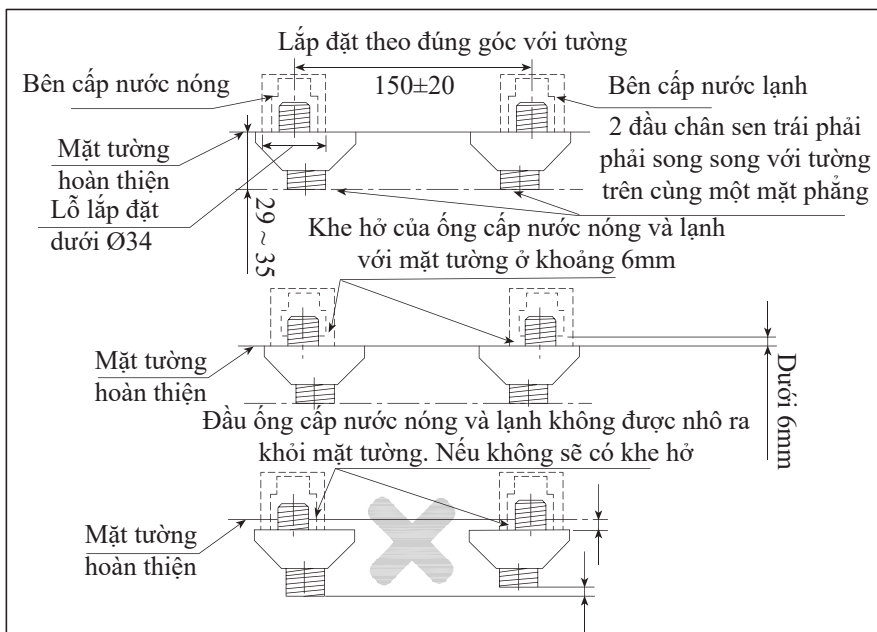 Lắp đặt theo đúng góc với tường
Bên cấp nước nóng
150±20
Bên cấp nước lạnh
Mặt tường
hoàn thiện
2 đầu chân sen trái phải
phải song song với tường
trên cùng một mặt phẳng
Lỗ lắp đặt
dưới Ø34
29 ~ 35
Khe hở của ống cấp nước nóng và lạnh
với mặt tường ở khoảng 6mm
Mặt tường
hoàn thiện
Dưới 6mm
Đầu ống cấp nước nóng và lạnh không được nhô ra
khỏi mặt tường. Nếu không sẽ có khe hở
Mặt tường
hoàn thiện